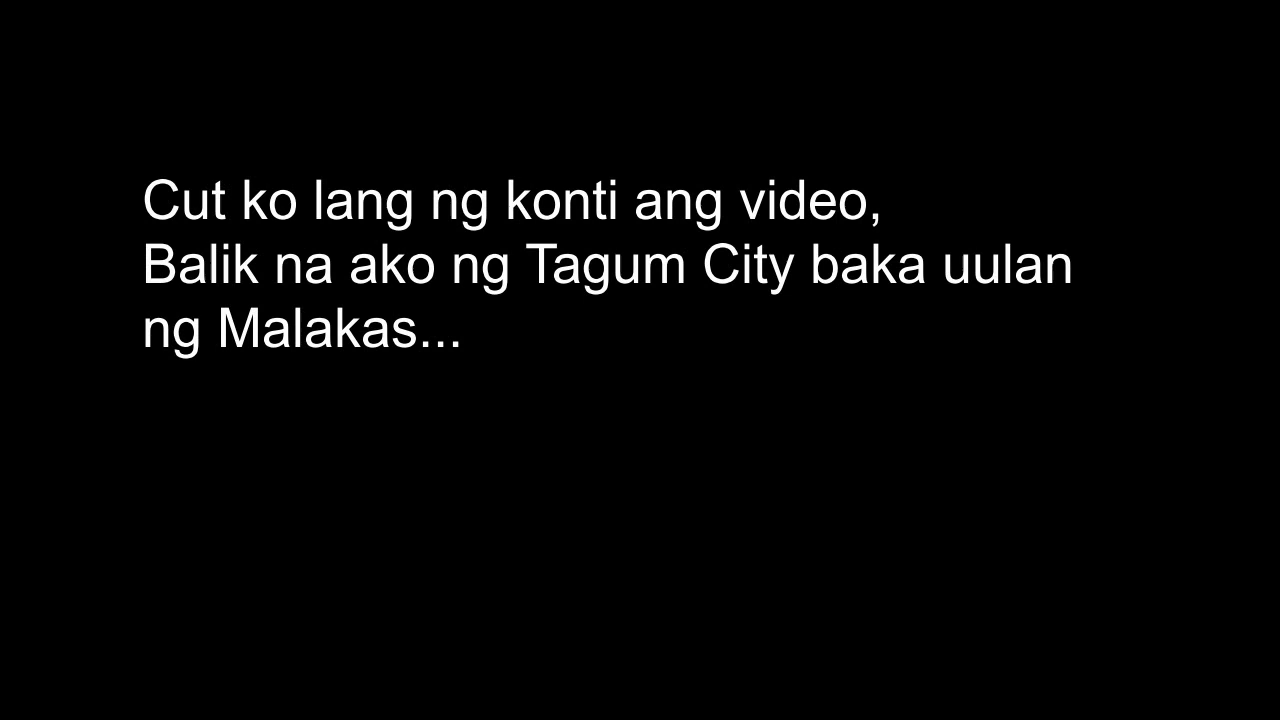 Cut ko lang ng konti ang video,
Balik na ako ng Tagum City baka uulan
ng Malakas...